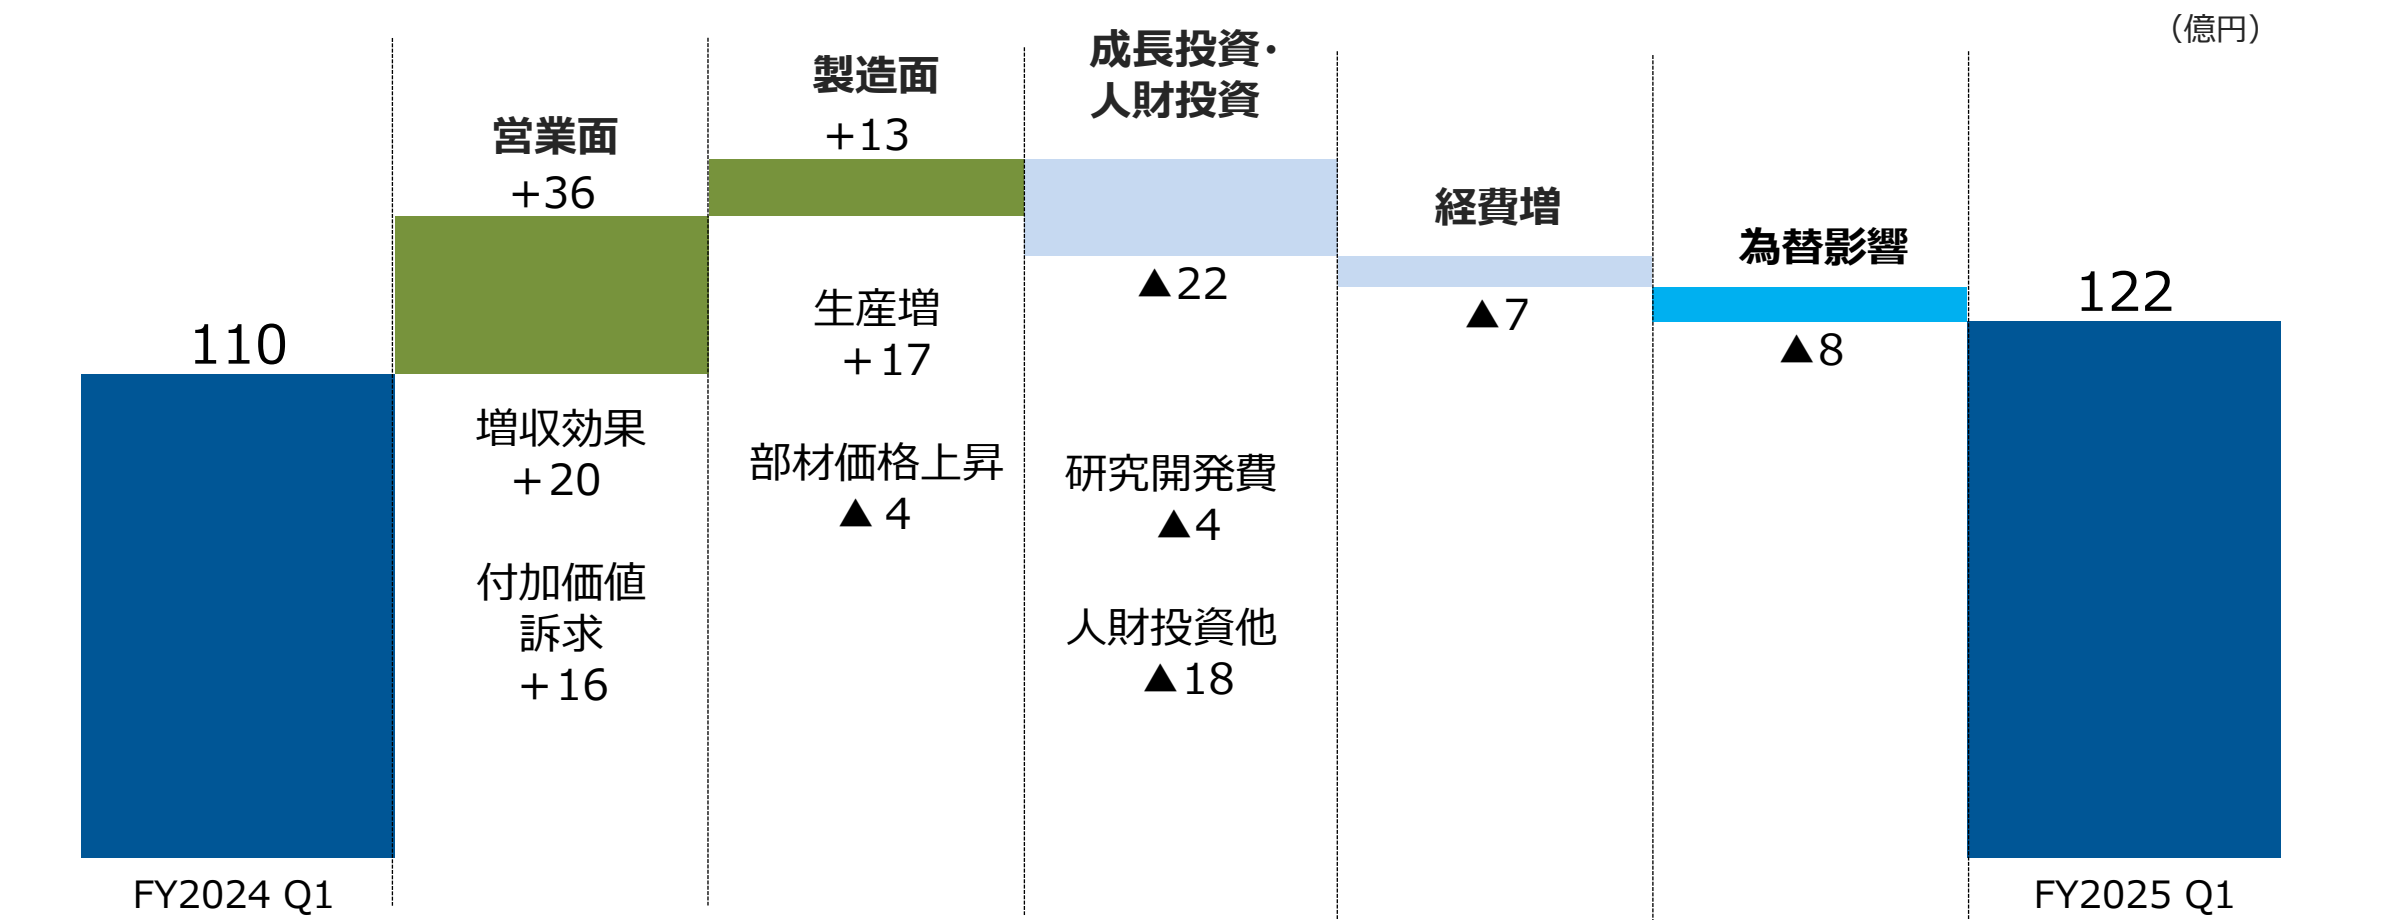 （億円）
110
FY2024 Q1
営業面
+36
増収効果
＋20
付加価値
訴求
＋16
製造面
+13
生産増
＋17
部材価格上昇
▲ 4
成長投資･
人財投資
▲22
研究開発費
▲4
人財投資他
▲18
経費増
▲7
為替影響
▲8
122
FY2025 Q1